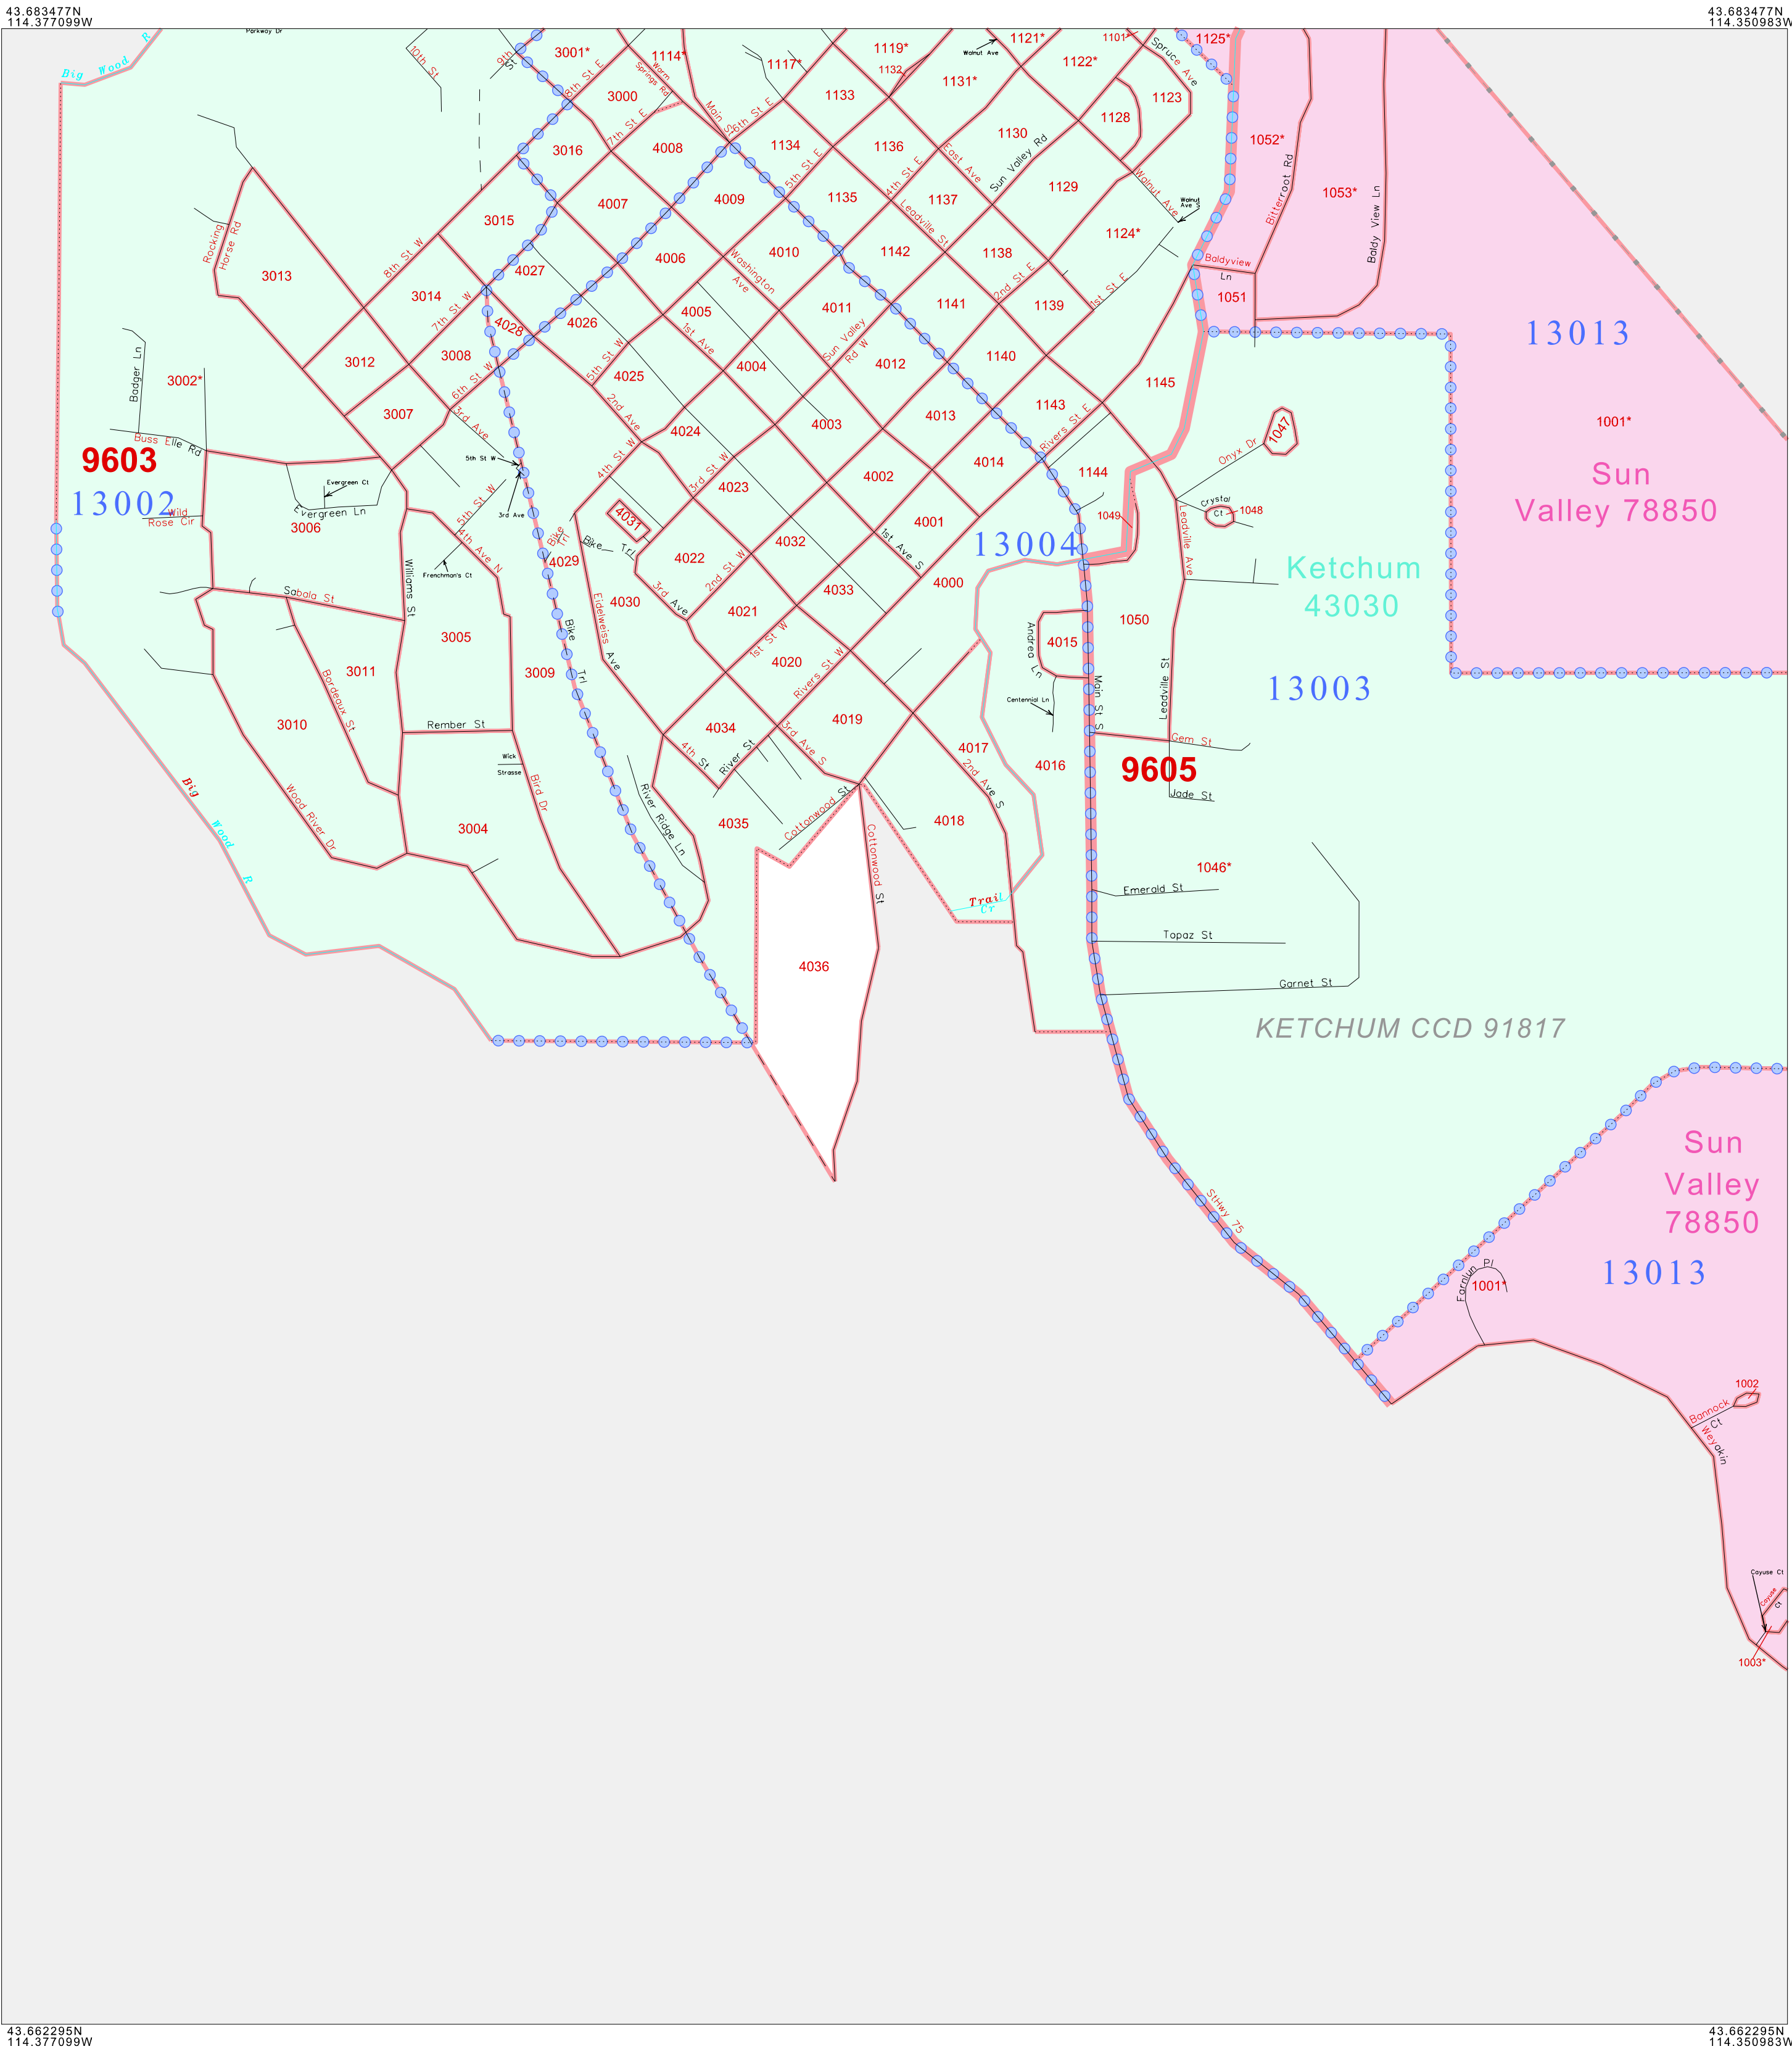 43.683477N
114.377099W
43.683477N
114.350983W
Big Wood R
Parkway Dr
10th St
9th
St
3001*
8th St E
1114*
Warm
Springs Rd
3000
7th St E
Main St
6th St E
1117*
1119*
1132
1133
1131*
Walnut Ave
1121*
1101*
1122*
Spruce Ave
1125*
1123
1128
1130
Sun Valley Rd
3016
4008
1134
5th St E
1136
East Ave
4th St E
1052*
Bitterroot Rd
1053*
Baldy View Ln
3015
4007
4009
1135
1137
1129
Walnut Ave
Walnut
Ave S
Leadville St
1124*
Rocking
Horse Rd
8th St W
3013
4027
4006
4010
1142
1138
Baldyview
Ln
1051
Washington
Ave
3014
7th St W
4028
4026
4005
4011
1141
2nd St E
1139
1st St E
13013
Badger Ln
3002*
3012
3008
6th St W
5th St W
4025
1st Ave
4004
Sun Valley
Rd W
4012
1140
1145
1001*
Sun
Valley 78850
3007
3rd Ave
2nd Ave
4024
4003
4013
1143
Rivers St E
1047
Onyx Dr
Buss Elle Rd
9603
13002
5th St W
4th St W
3rd St W
4023
4002
4014
1144
Crystal
Ct
1048
Evergreen Ct
Evergreen Ln
3006
Wild
Rose Cir
5th St W
3rd Ave
4th Ave N
4031
4001
1049
Leadville Ave
13004
Bike
Trl
Bike Trl
4029
4032
1st Ave S
Ketchum
43030
Frenchman's Ct
Williams St
4022
2nd St W
4000
Sabala St
3rd Ave
4030
4033
Eidelweiss Ave
4021
1st St W
1050
Andrea Ln
4015
3005
Bike Trl
3011
3009
4020
Rivers St W
Bordeaux St
Centennial Ln
Main St S
Leadville St
13003
3010
Rember St
4034
4019
3rd Ave S
4th St
River St
4017
4016
Gem St
Wick
Strasse
9605
2nd Ave S
Big Wood R
Wood River Dr
Bird Dr
River Ridge Ln
Jade St
3004
4035
Cottonwood St
Cottonwood St
4018
1046*
Emerald St
Trail
Cr
Topaz St
4036
Garnet St
KETCHUM CCD 91817
Sun
Valley
78850
StHwy 75
13013
Farnlun Pl
1001*
1002
Bannock
Ct
Weyakin
Cayuse Ct
Cayuse
Ct
1003*
43.662295N
114.377099W
43.662295N
114.350983W